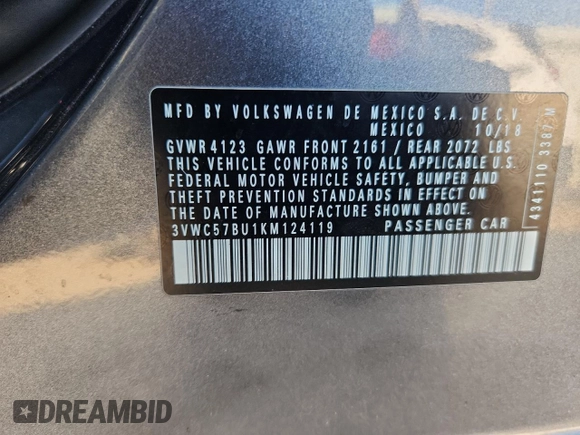 MFD BY VOLKSWAGEN DE MEXICO S.A. DE C.V.
MEXICO 10/18
GVWR 4123 GAWR FRONT 2161 / REAR 2072 LBS
THIS VEHICLE CONFORMS TO ALL APPLICABLE U.S.
FEDERAL MOTOR VEHICLE SAFETY, BUMPER AND
THEFT PREVENTION STANDARDS IN EFFECT ON
THE DATE OF MANUFACTURE SHOWN ABOVE.
3VWC57BU1KM124119 PASSENGER CAR
4341110 
DREAMBID